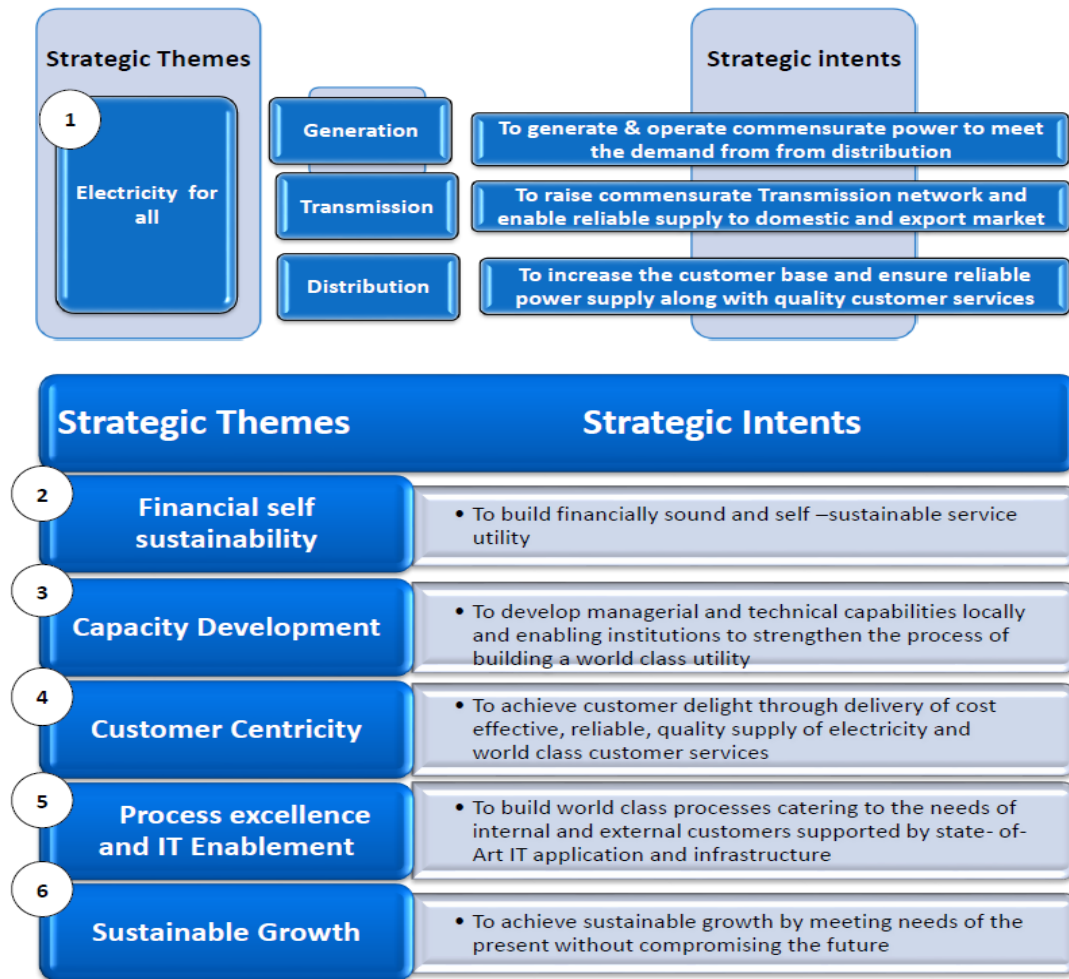 Strategic Themes
Strategic intents
1
Electricity for
all
Generation
To generate & operate commensurate power to meet
the demand from from distribution
Transmission
To raise commensurate Transmission network and
enable reliable supply to domestic and export market
Distribution
To increase the customer base and ensure reliable
power supply along with quality customer services
Strategic Themes
Strategic Intents
2
Financial self
sustainability
• To build financially sound and self –sustainable service
utility
3
Capacity Development
• To develop managerial and technical capabilities locally
and enabling institutions to strengthen the process of
building a world class utility
4
Customer Centricity
• To achieve customer delight through delivery of cost
effective, reliable, quality supply of electricity and
world class customer services
5
Process excellence
and IT Enablement
• To build world class processes catering to the needs of
internal and external customers supported by state- of-
Art IT application and infrastructure
6
Sustainable Growth
• To achieve sustainable growth by meeting needs of the
present without compromising the future